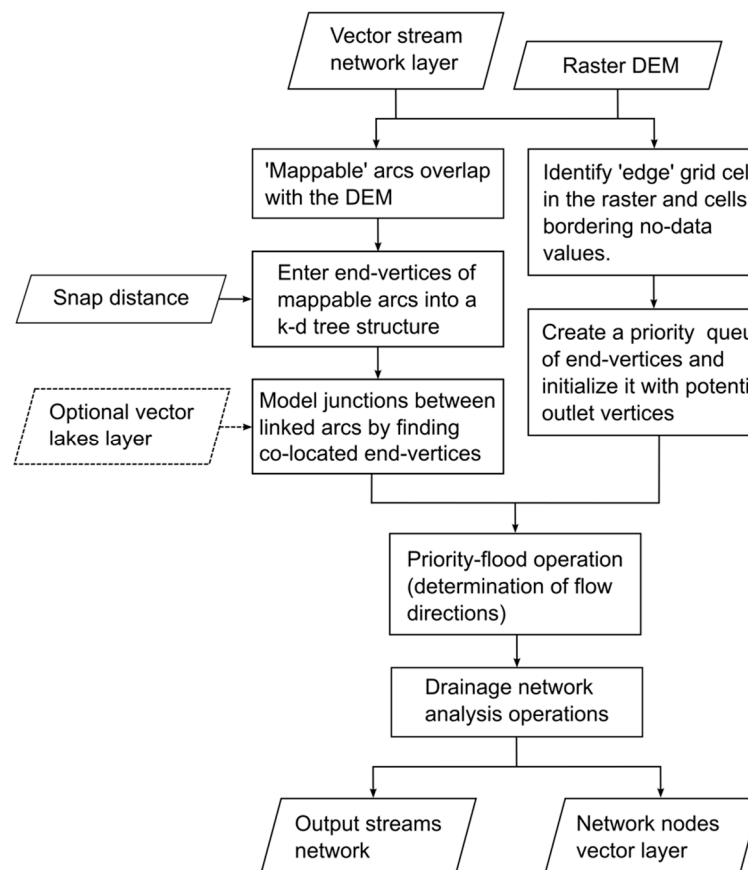 Vector stream
network layer
Raster DEM
'Mappable' arcs overlap
with the DEM
Identify 'edge' grid cel
in the raster and cells
bordering no-data
values.
Snap distance
Enter end-vertices of
mappable arcs into a
k-d tree structure
Create a priority queu
of end-vertices and
initialize it with potenti
outlet vertices
Optional vector
lakes layer
Model junctions between
linked arcs by finding
co-located end-vertices
Priority-flood operation
(determination of flow
directions)
Drainage network
analysis operations
Output streams
network
Network nodes
vector layer